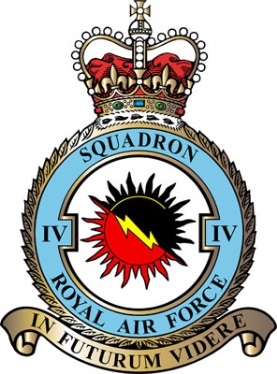 SQUADRON
IV IV
ROYAL AIR FORCE
IN FUTURUM VIDERE